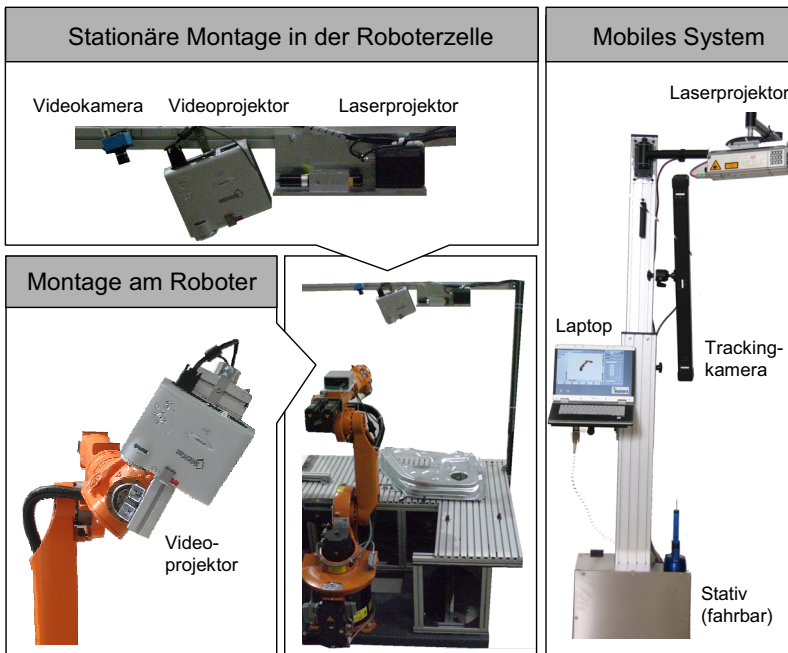 Stationäre Montage in der Roboterzelle
Videokamera
Videoprojektor
Laserprojektor
Montage am Roboter
Video-
projektor
Mobiles System
Laserprojektor
Laptop
Tracking-
kamera
Stativ
(fahrbar)